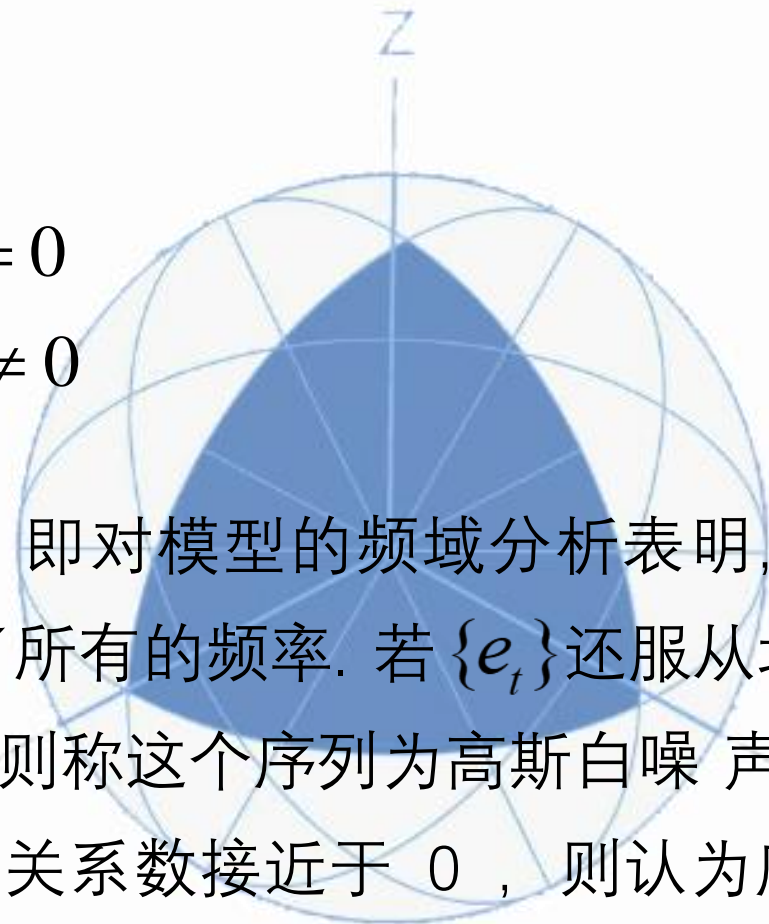 Z
= 0
≠ 0
即对模型的频域分析表明,
所有的频率. 若 {e_t} 还服从
则称这个序列为高斯白噪 声
关系数接近于 0 ， 则认为